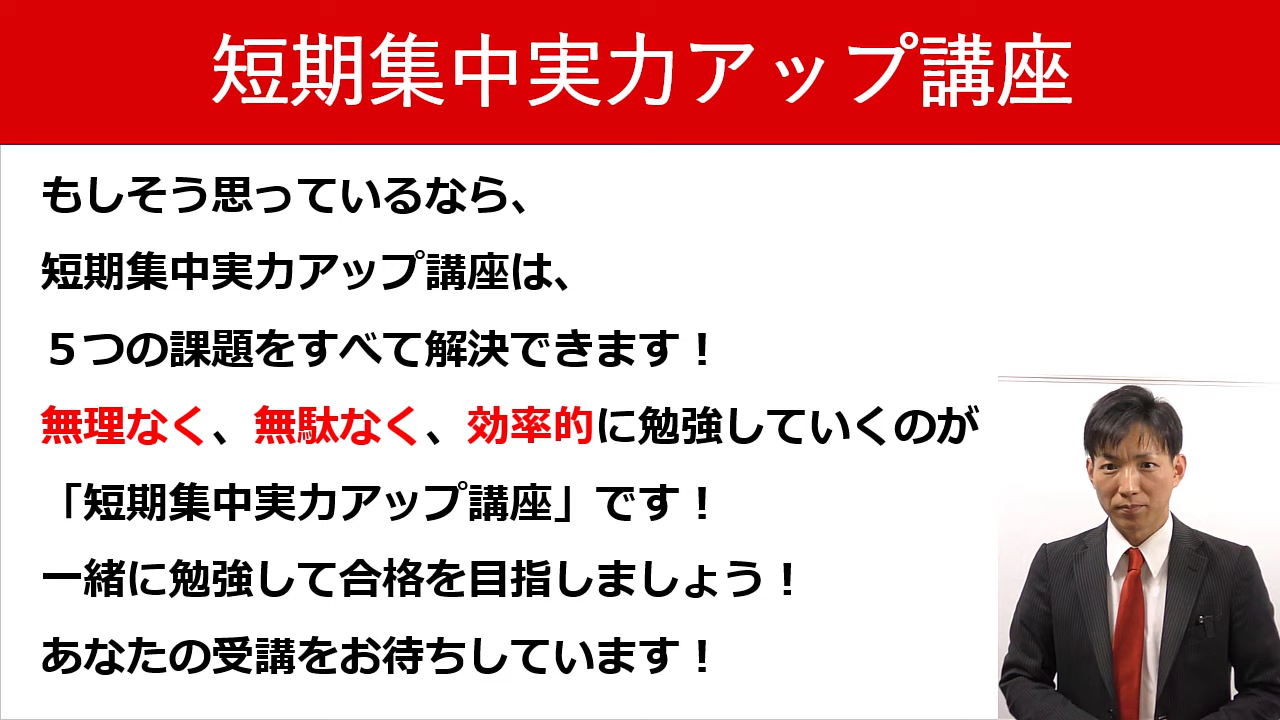 短期集中実力アップ講座
もしそう思っているなら、
短期集中実力アップ講座は、
５つの課題をすべて解決できます！
無理なく、無駄なく、効率的に勉強していくのが
「短期集中実力アップ講座」です！
一緒に勉強して合格を目指しましょう！
あなたの受講をお待ちしています！